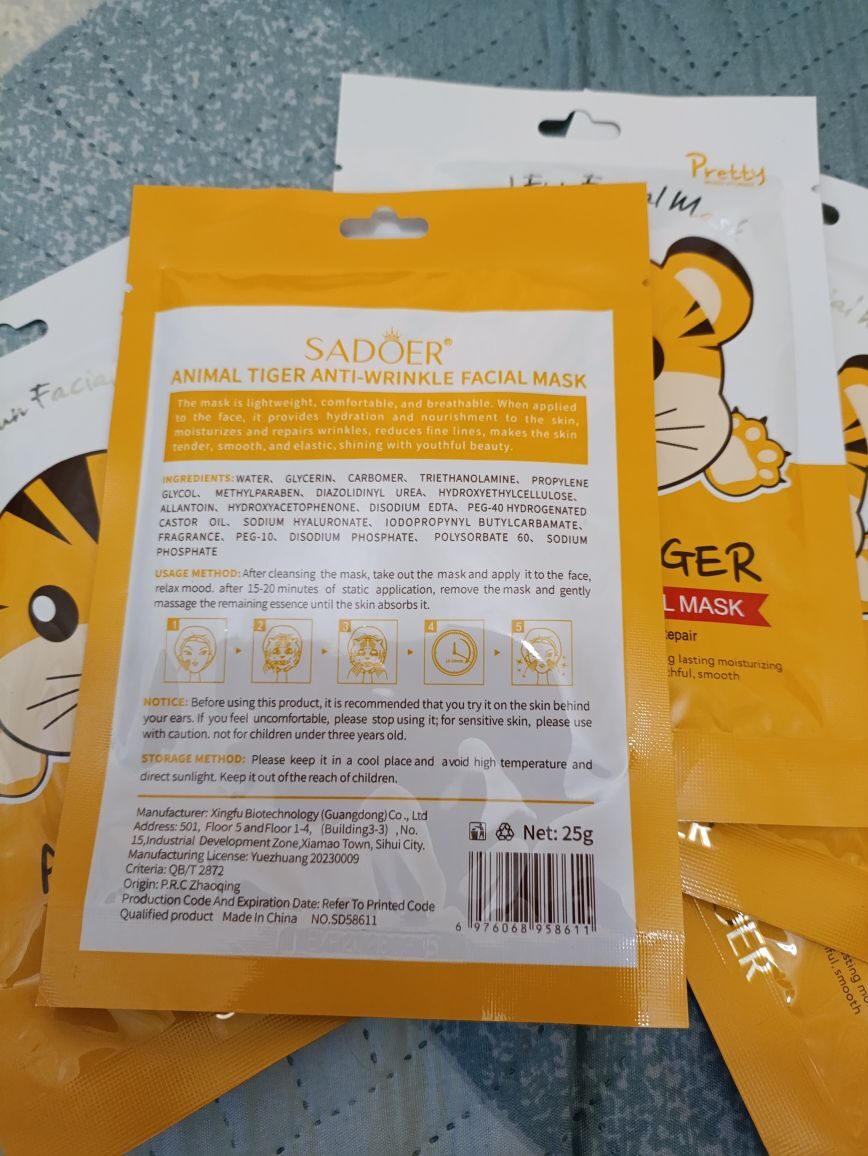 Pretty
SADOER®
ANIMAL TIGER ANTI-WRINKLE FACIAL MASK
The mask is lightweight, comfortable, and breathable. When applied
to the face, it provides hydration and nourishment to the skin,
moisturizes and repairs wrinkles, reduces fine lines, makes the skin
tender, smooth, and elastic, shining with youthful beauty.
INGREDIENTS:WATER、 GLYCERIN、 CARBOMER、 TRIETHANOLAMINE、 PROPYLENE
GLYCOL、 METHYLPARABEN、 DIAZOLIDINYL UREA、 HYDROXYETHYLCELLULOSE、
ALLANTOIN、 HYDROXYACETOPHENONE、 DISODIUM EDTA、 PEG-40 HYDROGENATED
CASTOR OIL、 SODIUM HYALURONATE、 IODOPROPYNYL BUTYLCARBAMATE、
FRAGRANCE、 PEG-10、 DISODIUM PHOSPHATE、 POLYSORBATE 60、 SODIUM
PHOSPHATE
USAGE METHOD: After cleansing the mask, take out the mask and apply it to the face,
relax mood. after 15-20 minutes of static application, remove the mask and gently
massage the remaining essence until the skin absorbs it.
1 2 3 4 5
NOTICE: Before using this product, it is recommended that you try it on the skin behind
your ears. If you feel uncomfortable, please stop using it; for sensitive skin, please use
with caution. not for children under three years old.
STORAGE METHOD: Please keep it in a cool place and avoid high temperature and
direct sunlight. Keep it out of the reach of children.
Manufacturer: Xingfu Biotechnology (Guangdong) Co., Ltd
Address: 501, Floor 5 and Floor 1-4, (Building3-3) ,No.
15,Industrial Development Zone,Xiamao Town, Sihui City.
Manufacturing License: Yuezhuang 20230009
Criteria: QB/T 2872
Origin: P.R.C Zhaoqing
Production Code And Expiration Date: Refer To Printed Code
Qualified product Made In China NO.SD58611
Net: 25g
6 976068 958611
Facial
GER
L MASK
epair
g lasting moisturizing
thful, smooth
ER
sting mo
ful, smooth